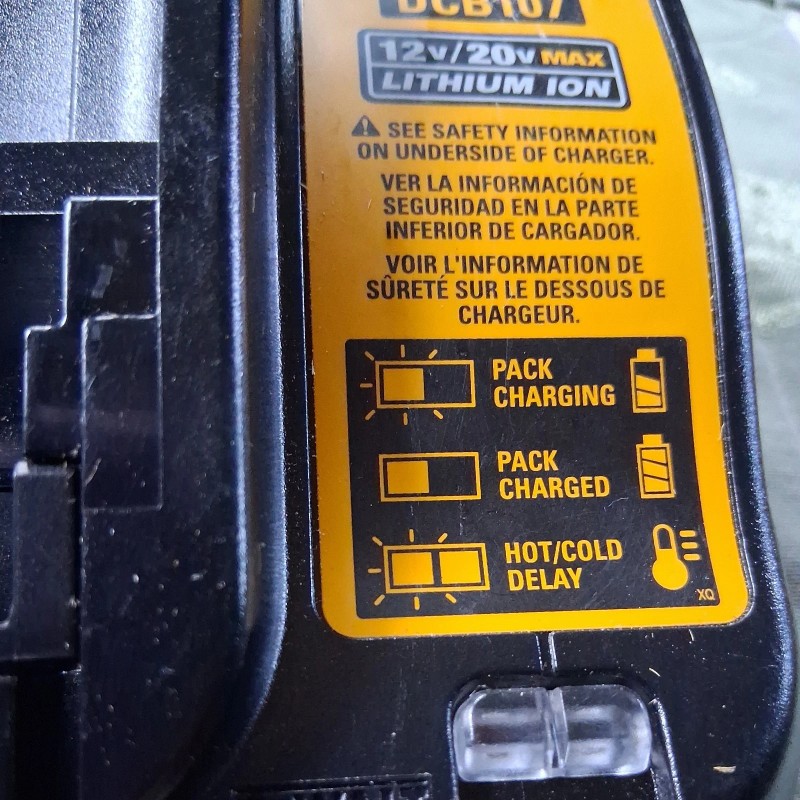 DCB107
12V/20V MAX
LITHIUM ION
SEE SAFETY INFORMATION
ON UNDERSIDE OF CHARGER.
VER LA INFORMACIÓN DE
SEGURIDAD EN LA PARTE
INFERIOR DE CARGADOR.
VOIR L'INFORMATION DE
SÛRETÉ SUR LE DESSOUS DE
CHARGEUR.
PACK
CHARGING
PACK
CHARGED
HOT/COLD
DELAY
XQ